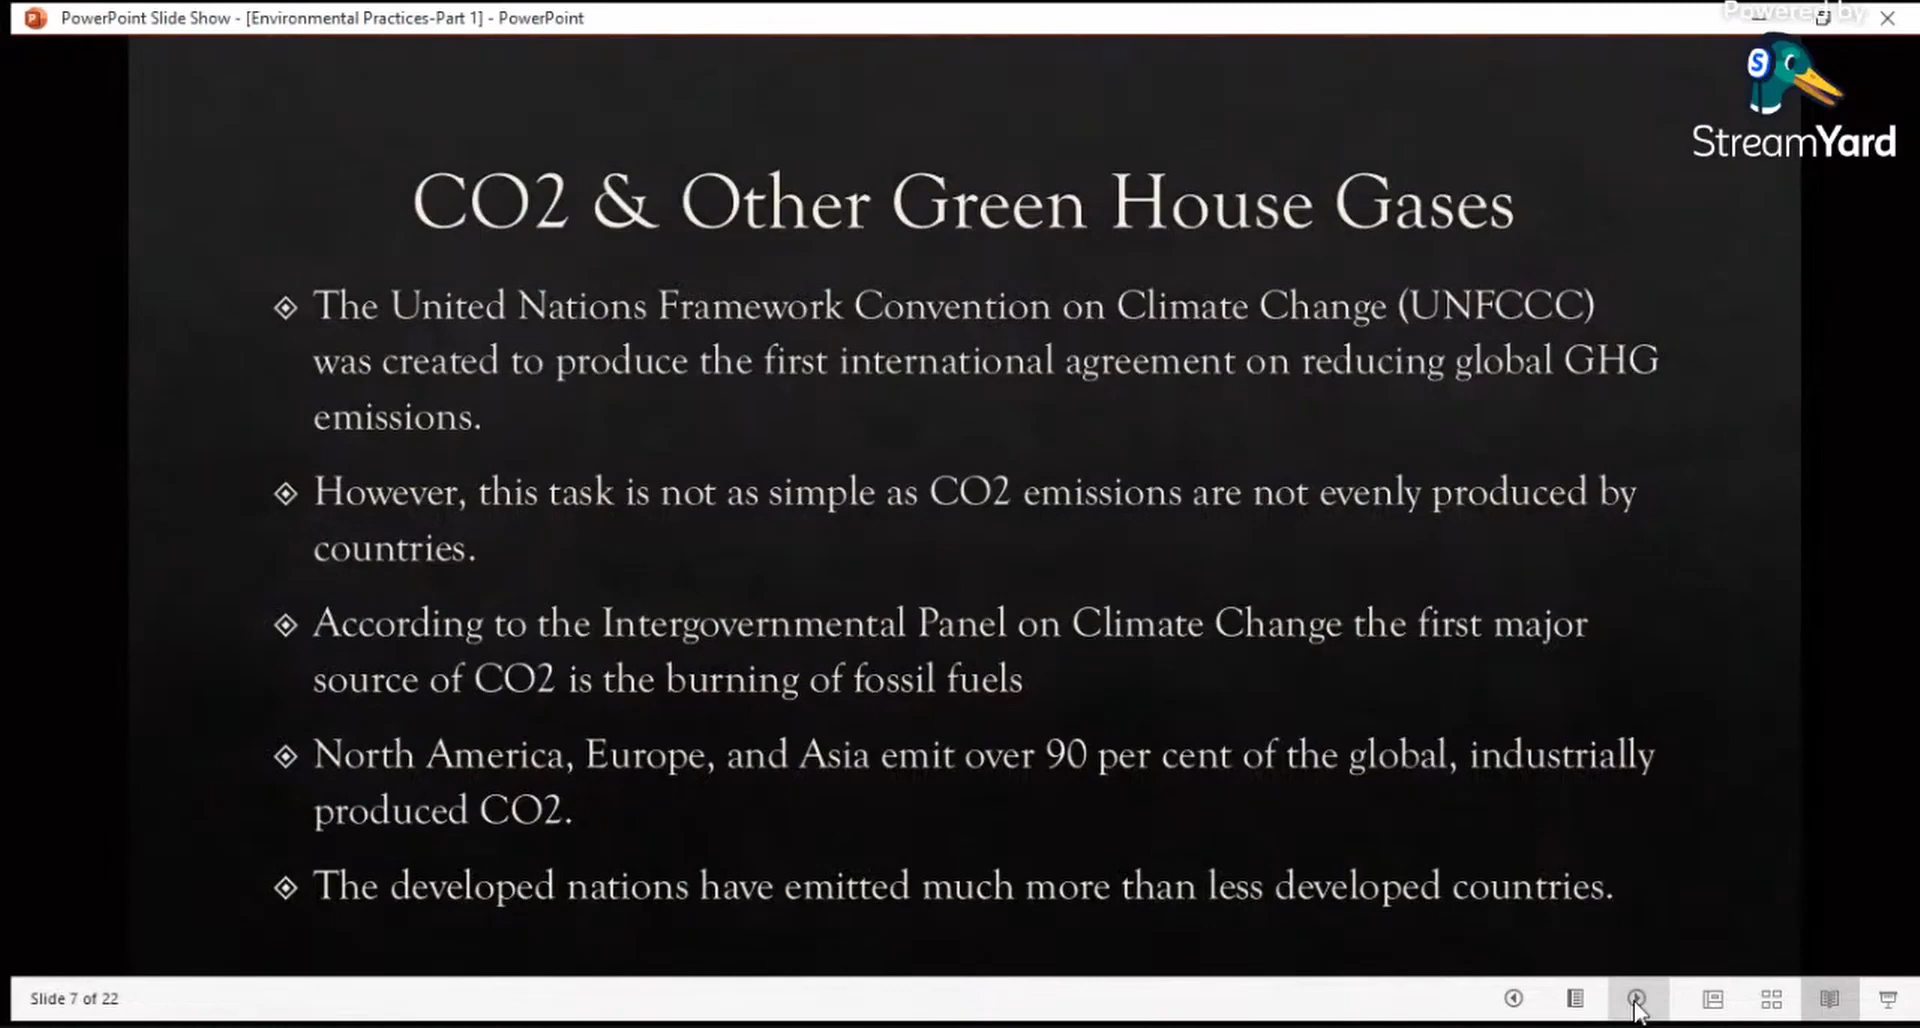 PowerPoint Slide Show - [Environmental Practices-Part 1] - PowerPoint
Powered by
StreamYard
CO2 & Other Green House Gases
The United Nations Framework Convention on Climate Change (UNFCCC)
was created to produce the first international agreement on reducing global GHG
emissions.
However, this task is not as simple as CO2 emissions are not evenly produced by
countries.
According to the Intergovernmental Panel on Climate Change the first major
source of CO2 is the burning of fossil fuels
North America, Europe, and Asia emit over 90 per cent of the global, industrially
produced CO2.
The developed nations have emitted much more than less developed countries.
Slide 7 of 22